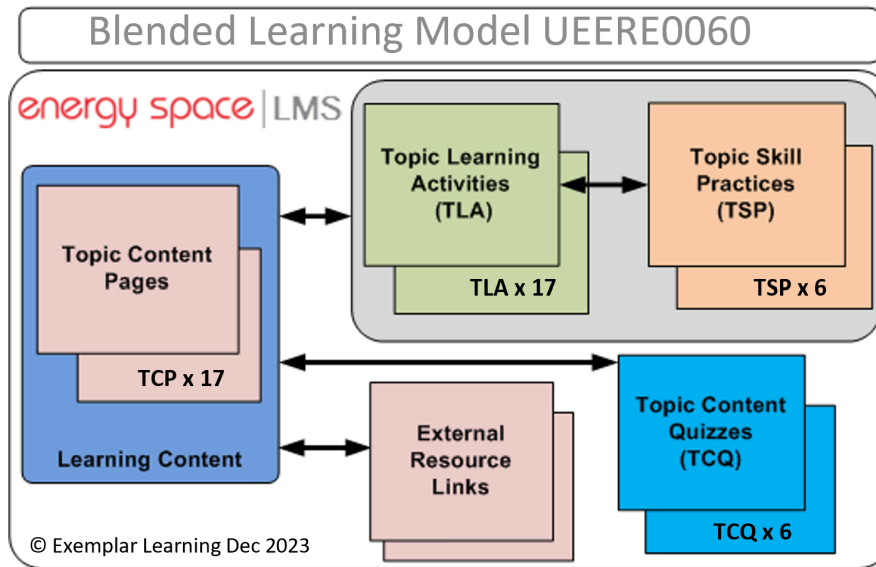 Blended Learning Model UEERE0060
energy space | LMS
Topic Learning
Activities
(TLA)
TLA x 17
Topic Skill
Practices
(TSP)
TSP x 6
Topic Content
Pages
TCP x 17
Learning Content
External
Resource
Links
Topic Content
Quizzes
(TCQ)
TCQ x 6
© Exemplar Learning Dec 2023